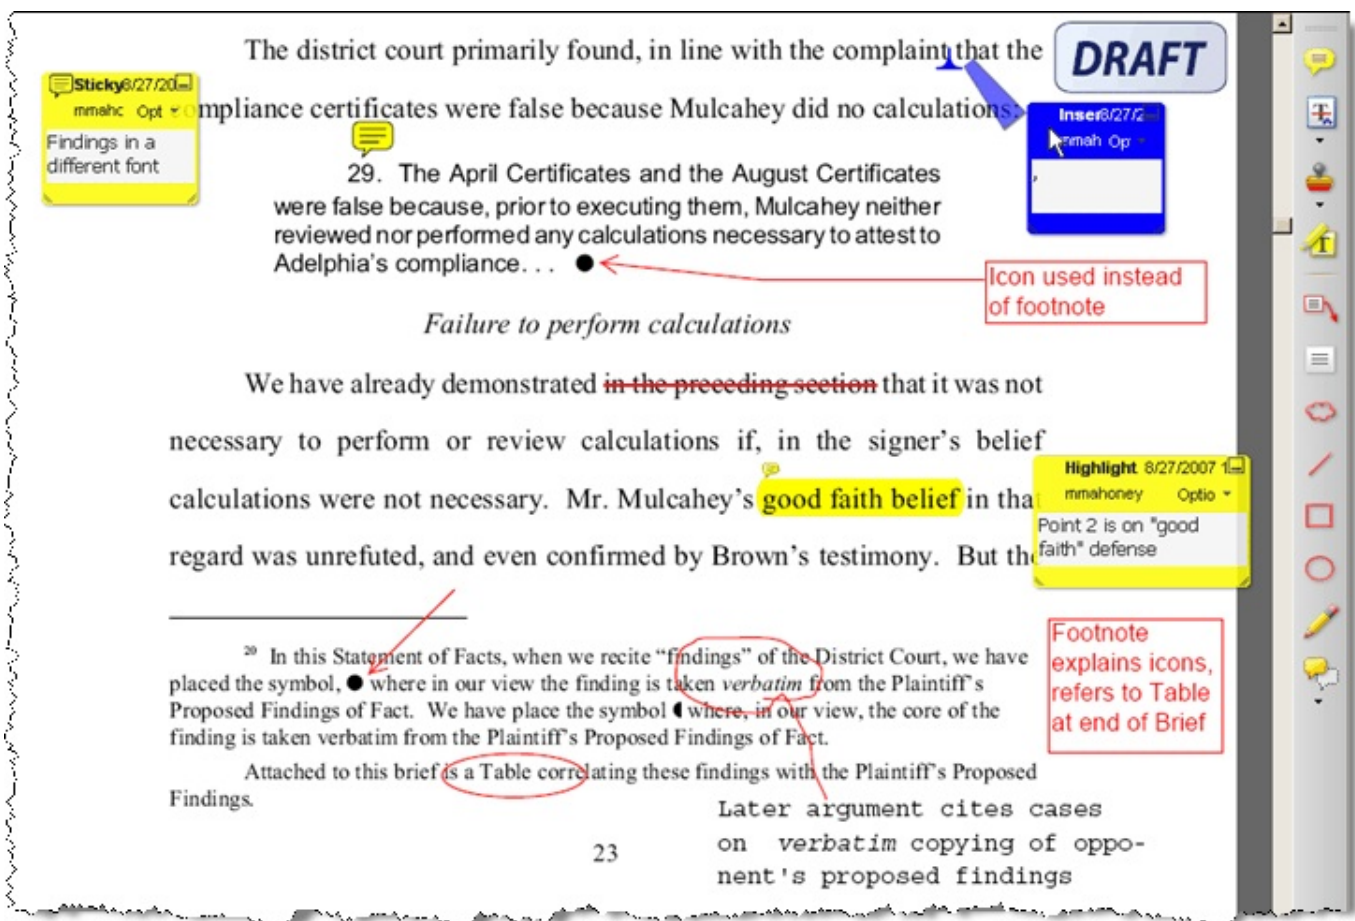 The district court primarily found, in line with the complaint that the
DRAFT
Sticky 8/27/20
mmahc Opt
Findings in a
different font
mpliance certificates were false because Mulcahey did no calculations:
Inser 8/27/2
mmah Op
,
29. The April Certificates and the August Certificates
were false because, prior to executing them, Mulcahey neither
reviewed nor performed any calculations necessary to attest to
Adelphia's compliance. . . ●
Icon used instead
of footnote
Failure to perform calculations
We have already demonstrated in the preceding section that it was not
necessary to perform or review calculations if, in the signer's belief
calculations were not necessary. Mr. Mulcahey's good faith belief in that
regard was unrefuted, and even confirmed by Brown's testimony. But the
Highlight 8/27/2007 1
mmahoney Optio
Point 2 is on "good
faith" defense
20 In this Statement of Facts, when we recite “findings” of the District Court, we have
placed the symbol, ● where in our view the finding is taken verbatim from the Plaintiff's
Proposed Findings of Fact. We have place the symbol ◖ where, in our view, the core of the
finding is taken verbatim from the Plaintiff's Proposed Findings of Fact.
Attached to this brief is a Table correlating these findings with the Plaintiff's Proposed
Findings.
Footnote
explains icons,
refers to Table
at end of Brief
Later argument cites cases
on verbatim copying of oppo-
nent's proposed findings
23